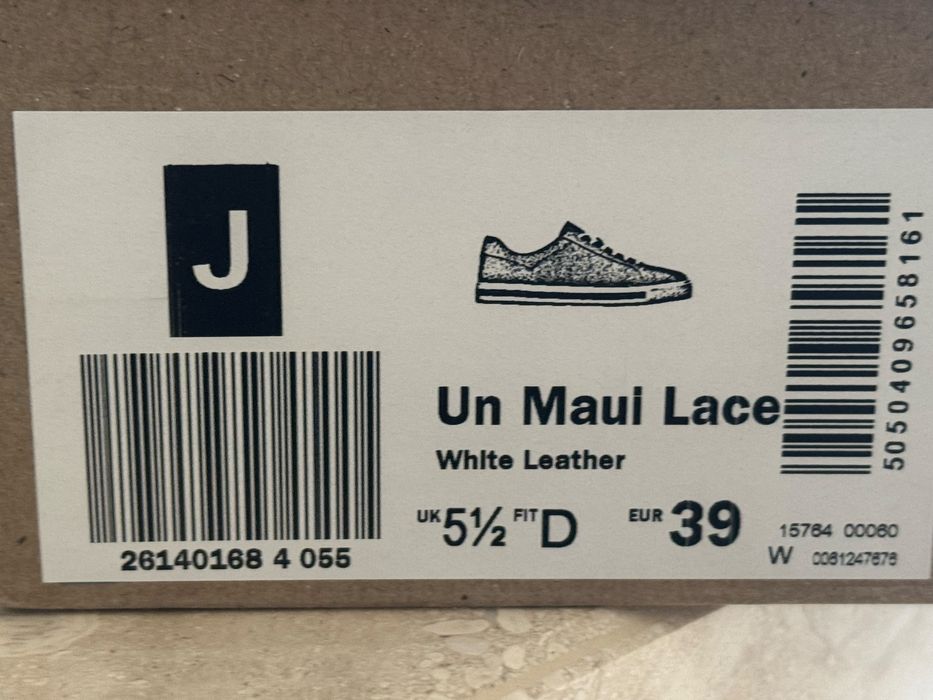 J
26140168 4 055
Un Maui Lace
White Leather
UK 5½ FIT D
EUR 39
15764 00060
W 0061247676
5050409658161